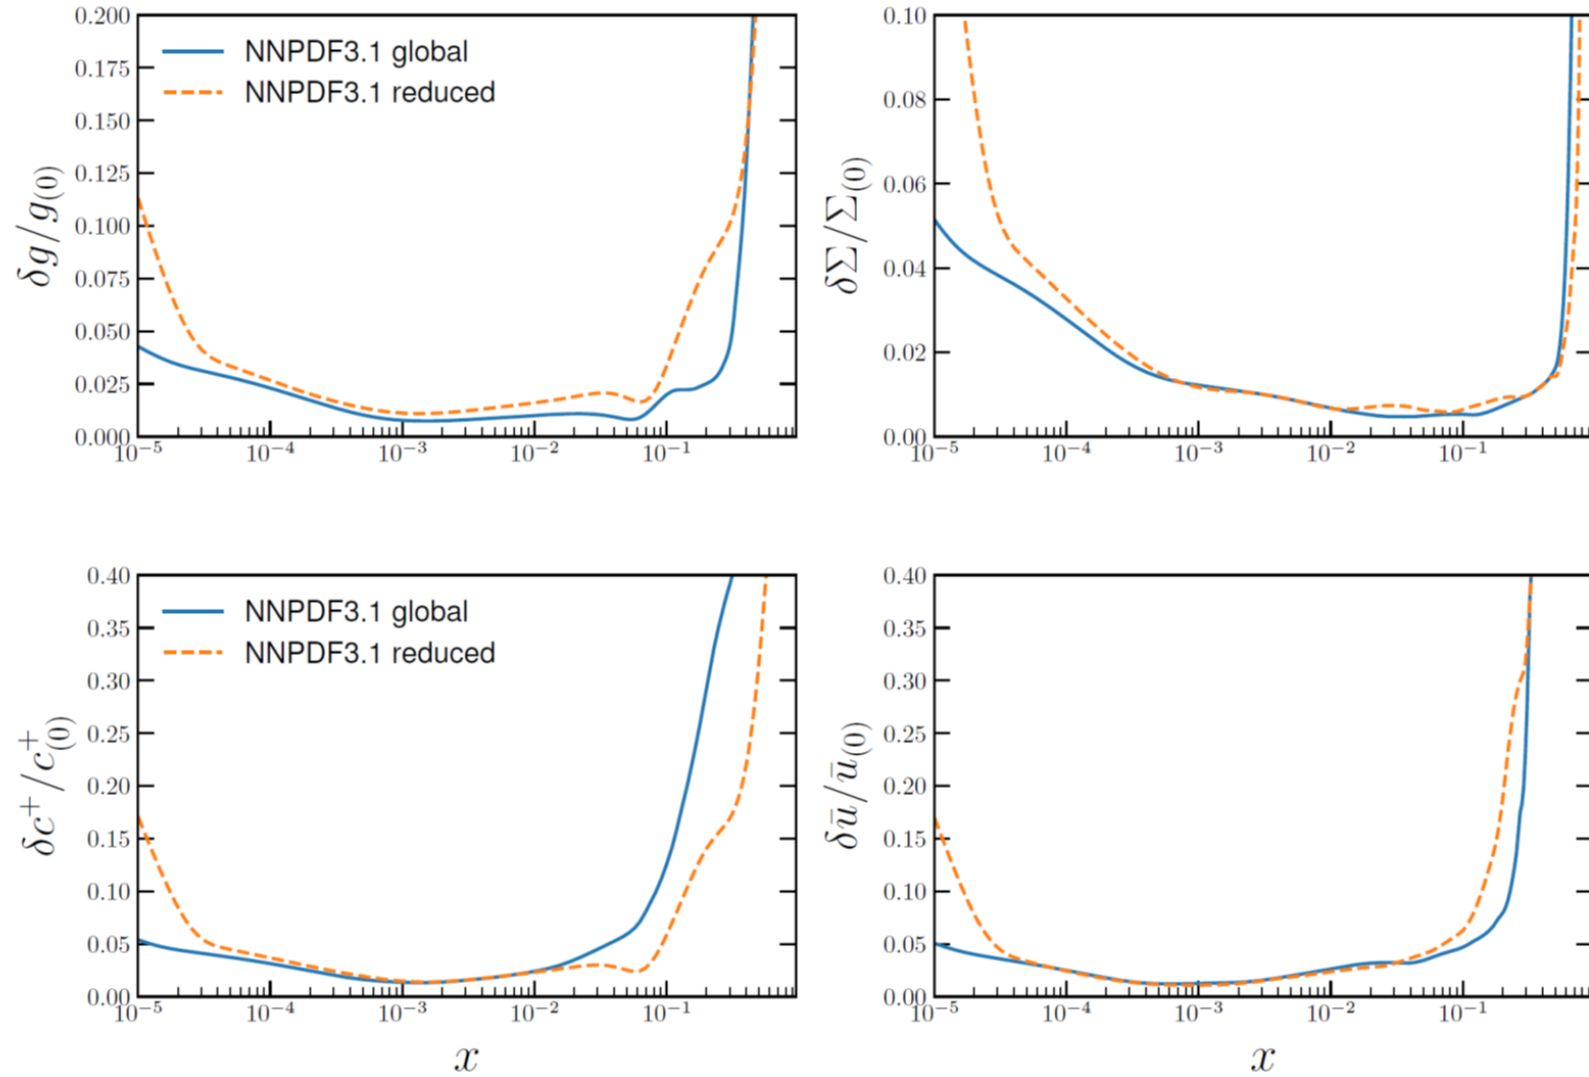 0.200
0.175
0.150
0.125
0.100
0.075
0.050
0.025
0.000
δg/g(0)
NNPDF3.1 global
NNPDF3.1 reduced
10⁻⁵ 10⁻⁴ 10⁻³ 10⁻² 10⁻¹
0.10
0.08
0.06
0.04
0.02
0.00
δΣ/Σ(0)
10⁻⁵ 10⁻⁴ 10⁻³ 10⁻² 10⁻¹
0.40
0.35
0.30
0.25
0.20
0.15
0.10
0.05
0.00
δc⁺/c⁺(0)
NNPDF3.1 global
NNPDF3.1 reduced
10⁻⁵ 10⁻⁴ 10⁻³ 10⁻² 10⁻¹
x
0.40
0.35
0.30
0.25
0.20
0.15
0.10
0.05
0.00
δū/ū(0)
10⁻⁵ 10⁻⁴ 10⁻³ 10⁻² 10⁻¹
x